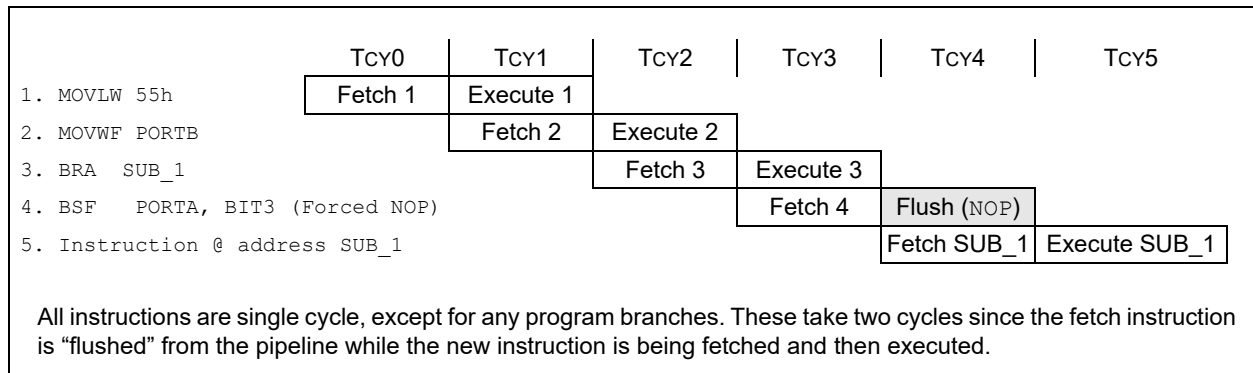 TCY0 TCY1 TCY2 TCY3 TCY4 TCY5
1. MOVLW 55h Fetch 1 Execute 1
2. MOVWF PORTB Fetch 2 Execute 2
3. BRA SUB_1 Fetch 3 Execute 3
4. BSF PORTA, BIT3 (Forced NOP) Fetch 4 Flush (NOP)
5. Instruction @ address SUB_1 Fetch SUB_1 Execute SUB_1
All instructions are single cycle, except for any program branches. These take two cycles since the fetch instruction
is “flushed” from the pipeline while the new instruction is being fetched and then executed.